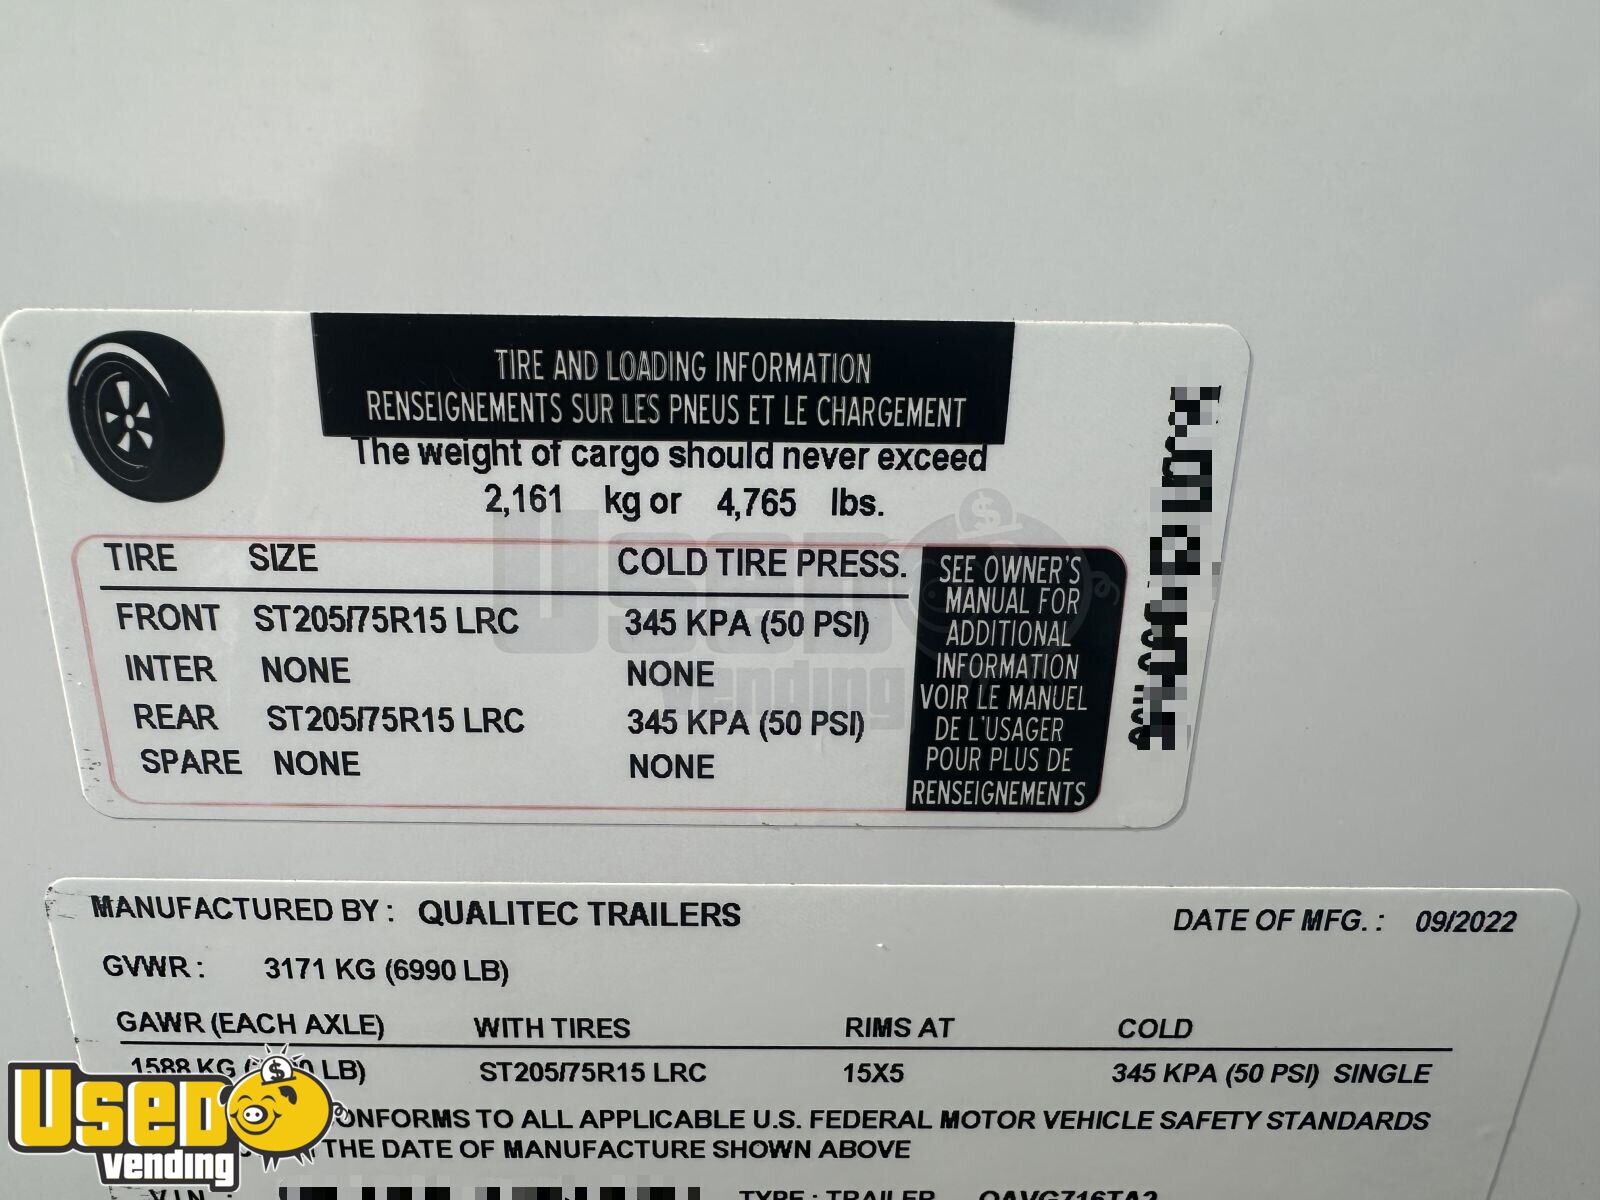 TIRE AND LOADING INFORMATION
RENSEIGNEMENTS SUR LES PNEUS ET LE CHARGEMENT
The weight of cargo should never exceed
2,161 kg or 4,765 lbs.
TIRE SIZE COLD TIRE PRESS.
FRONT ST205/75R15 LRC 345 KPA (50 PSI)
INTER NONE NONE
REAR ST205/75R15 LRC 345 KPA (50 PSI)
SPARE NONE NONE
SEE OWNER'S
MANUAL FOR
ADDITIONAL
INFORMATION
VOIR LE MANUEL
DE L'USAGER
POUR PLUS DE
RENSEIGNEMENTS
Used
vending
MANUFACTURED BY : QUALITEC TRAILERS DATE OF MFG. : 09/2022
GVWR : 3171 KG (6990 LB)
GAWR (EACH AXLE) WITH TIRES RIMS AT COLD
1588 KG LB) ST205/75R15 LRC 15X5 345 KPA (50 PSI) SINGLE
ONFORMS TO ALL APPLICABLE U.S. FEDERAL MOTOR VEHICLE SAFETY STANDARDS
THE DATE OF MANUFACTURE SHOWN ABOVE
V.I.N. : TYPE : TRAILER QAVG716TA2
Used
vending